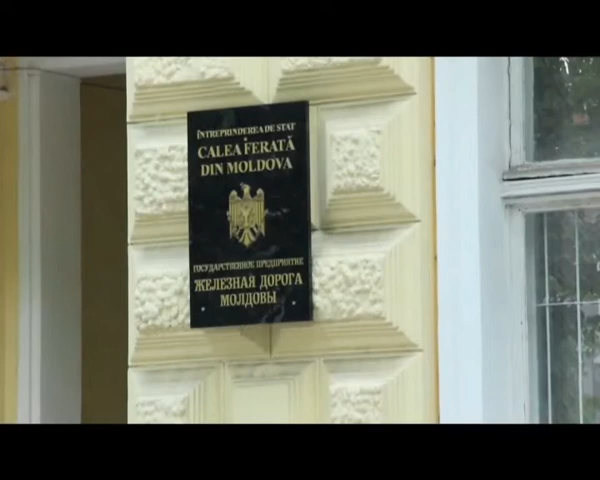 ÎNTREPRINDEREA DE STAT
CALEA FERATĂ
DIN MOLDOVA
ГОСУДАРСТВЕННОЕ ПРЕДПРИЯТИЕ
ЖЕЛЕЗНАЯ ДОРОГА
МОЛДОВЫ